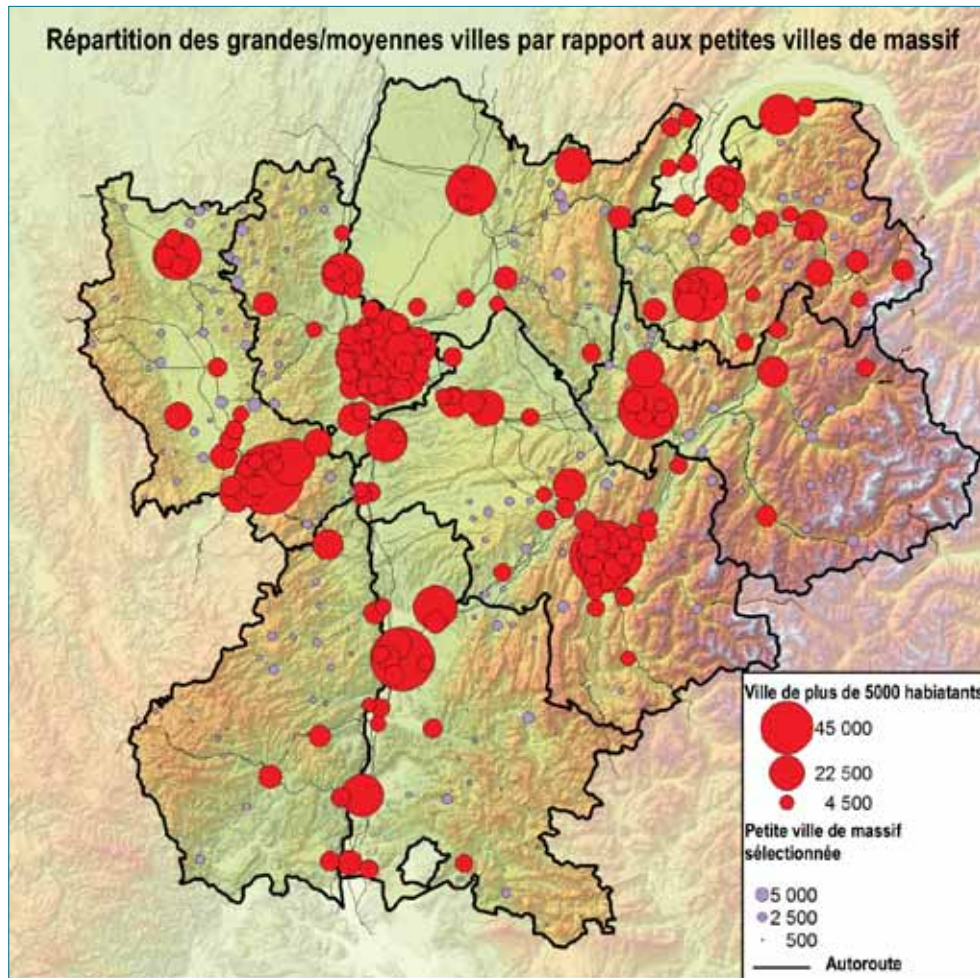 Répartition des grandes/moyennes villes par rapport aux petites villes de massif
Ville de plus de 5000 habiatants
45 000
22 500
4 500
Petite ville de massif
sélectionnée
5 000
2 500
500
Autoroute